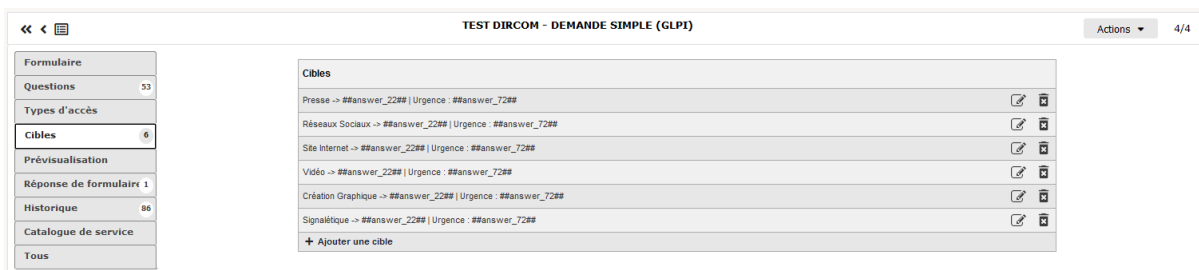 TEST DIRCOM - DEMANDE SIMPLE (GLPI)
Actions
4/4
Formulaire
Questions 53
Types d'accès
Cibles 6
Prévisualisation
Réponse de formulaire 1
Historique 86
Catalogue de service
Tous
Cibles
Presse -> ##answer_22## | Urgence : ##answer_72##
Réseaux Sociaux -> ##answer_22## | Urgence : ##answer_72##
Site Internet -> ##answer_22## | Urgence : ##answer_72##
Vidéo -> ##answer_22## | Urgence : ##answer_72##
Création Graphique -> ##answer_22## | Urgence : ##answer_72##
Signalétique -> ##answer_22## | Urgence : ##answer_72##
+ Ajouter une cible